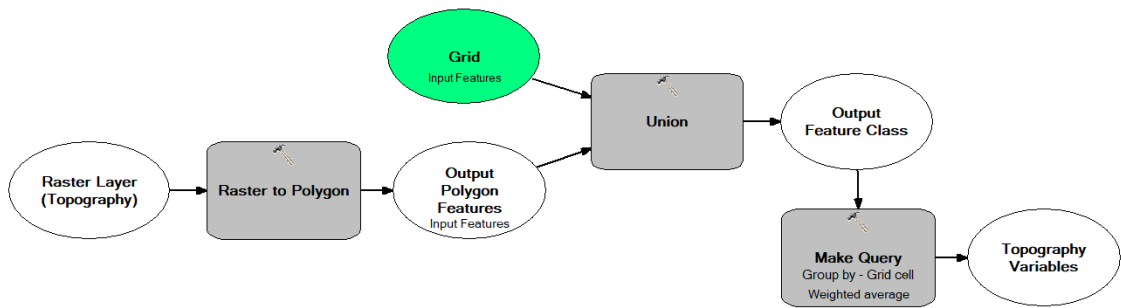 Grid
Input Features
Union
Output
Feature Class
Raster Layer
(Topography)
Raster to Polygon
Output
Polygon
Features
Input Features
Make Query
Group by - Grid cell
Weighted average
Topography
Variables